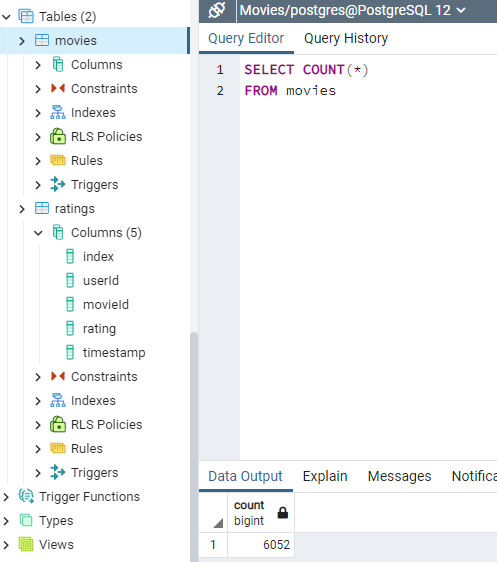 Tables (2)
movies
Columns
Constraints
Indexes
RLS Policies
Rules
Triggers
ratings
Columns (5)
index
userId
movieId
rating
timestamp
Constraints
Indexes
RLS Policies
Rules
Triggers
Trigger Functions
Types
Views
Movies/postgres@PostgreSQL 12
Query Editor Query History
1 SELECT COUNT(*)
2 FROM movies
Data Output Explain Messages Notifica
count
bigint
1 6052